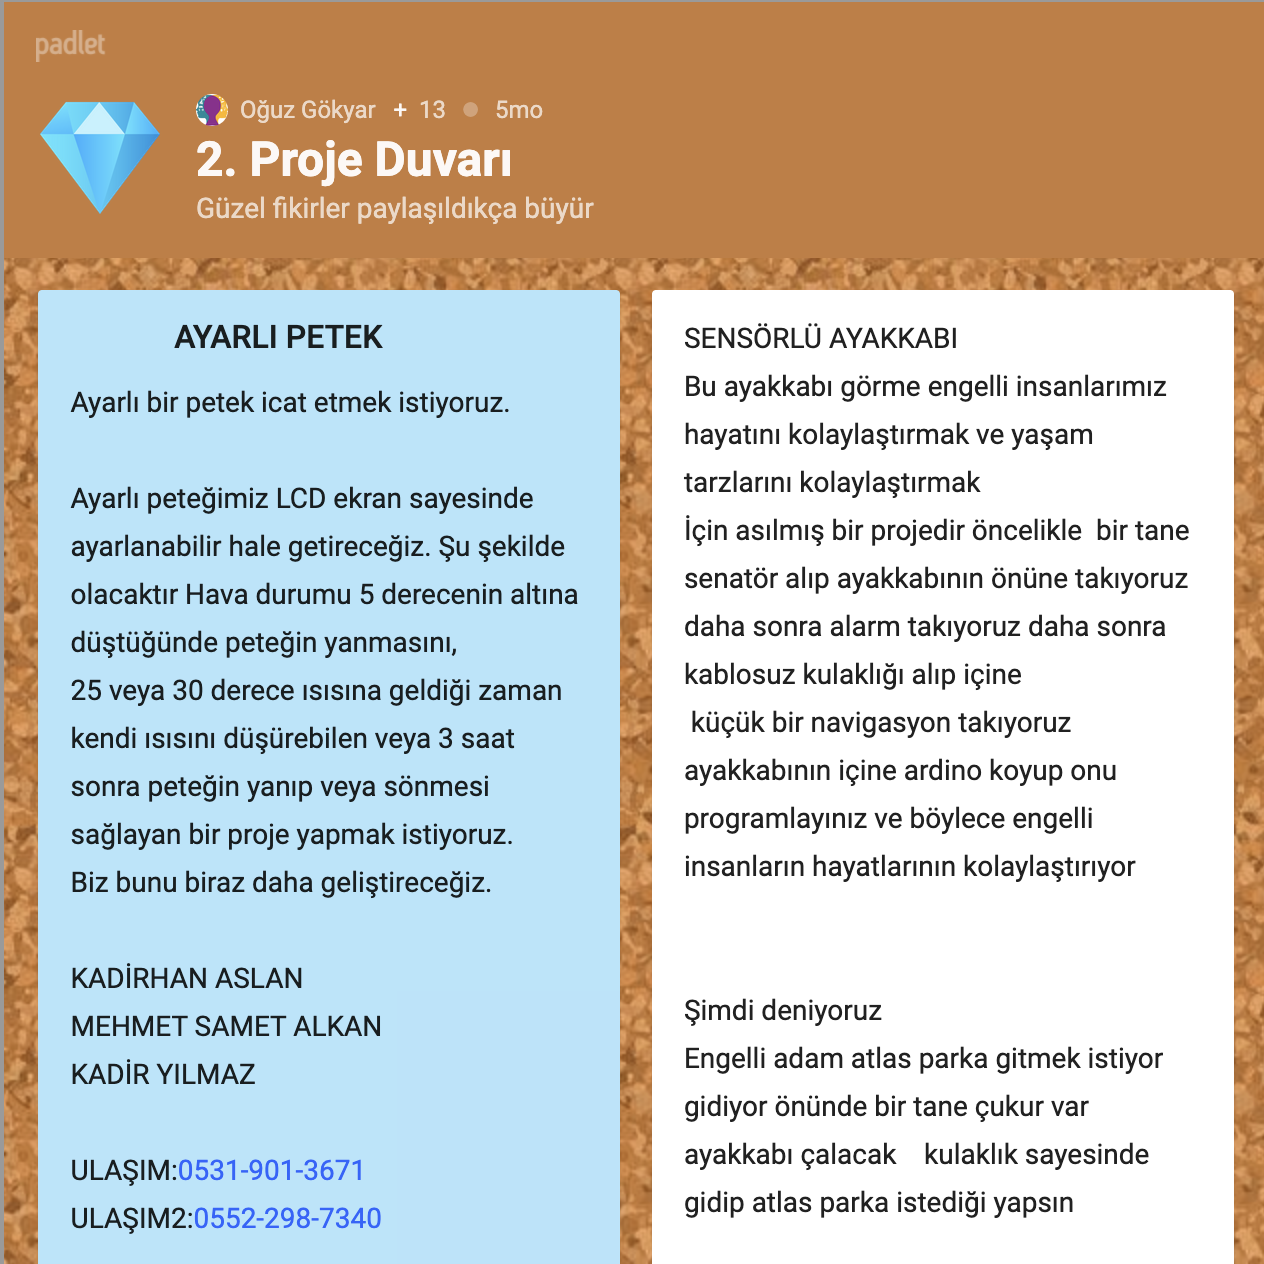 padlet
Oğuz Gökyar + 13 5mo
2. Proje Duvarı
Güzel fikirler paylaşıldıkça büyür
AYARLI PETEK
Ayarlı bir petek icat etmek istiyoruz.
Ayarlı peteğimiz LCD ekran sayesinde
ayarlanabilir hale getireceğiz. Şu şekilde
olacaktır Hava durumu 5 derecenin altına
düştüğünde peteğin yanmasını,
25 veya 30 derece ısısına geldiği zaman
kendi ısısını düşürebilen veya 3 saat
sonra peteğin yanıp veya sönmesi
sağlayan bir proje yapmak istiyoruz.
Biz bunu biraz daha geliştireceğiz.
KADİRHAN ASLAN
MEHMET SAMET ALKAN
KADİR YILMAZ
ULAŞIM:0531-901-3671
ULAŞIM2:0552-298-7340
SENSÖRLÜ AYAKKABI
Bu ayakkabı görme engelli insanlarımız
hayatını kolaylaştırmak ve yaşam
tarzlarını kolaylaştırmak
İçin asılmış bir projedir öncelikle  bir tane
senatör alıp ayakkabının önüne takıyoruz
daha sonra alarm takıyoruz daha sonra
kablosuz kulaklığı alıp içine
küçük bir navigasyon takıyoruz
ayakkabının içine ardino koyup onu
programlayınız ve böylece engelli
insanların hayatlarının kolaylaştırıyor
Şimdi deniyoruz
Engelli adam atlas parka gitmek istiyor
gidiyor önünde bir tane çukur var
ayakkabı çalacak    kulaklık sayesinde
gidip atlas parka istediği yapsın